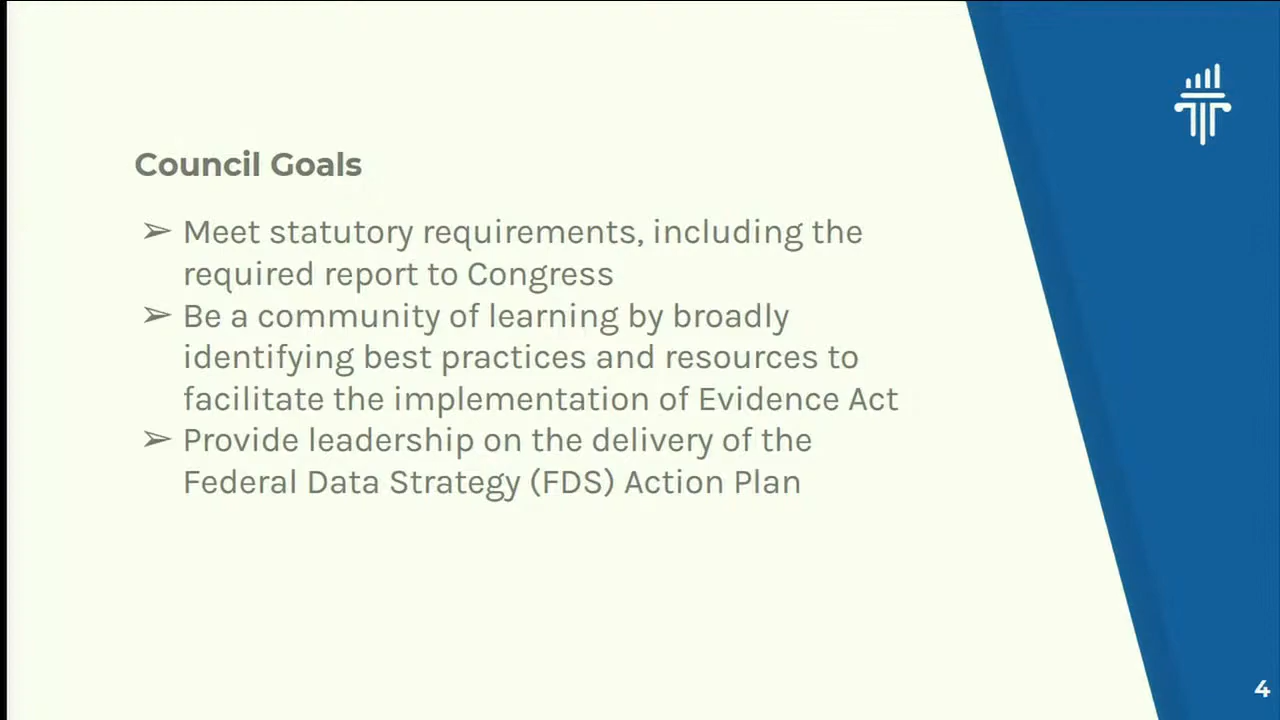 Council Goals
➢ Meet statutory requirements, including the
required report to Congress
➢ Be a community of learning by broadly
identifying best practices and resources to
facilitate the implementation of Evidence Act
➢ Provide leadership on the delivery of the
Federal Data Strategy (FDS) Action Plan
4